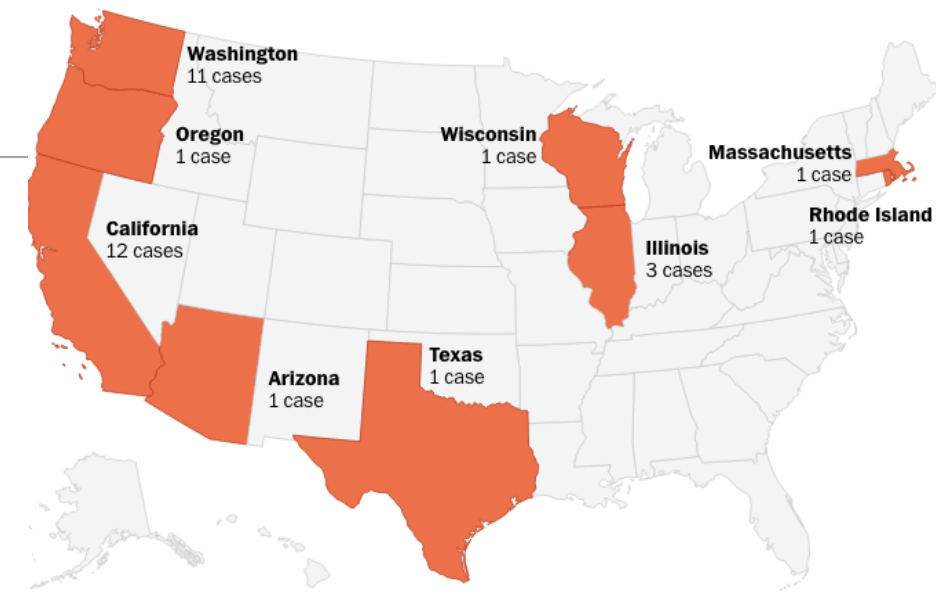 Washington
11 cases
Oregon
1 case
Wisconsin
1 case
Massachusetts
1 case
California
12 cases
Rhode Island
1 case
Illinois
3 cases
Texas
1 case
Arizona
1 case